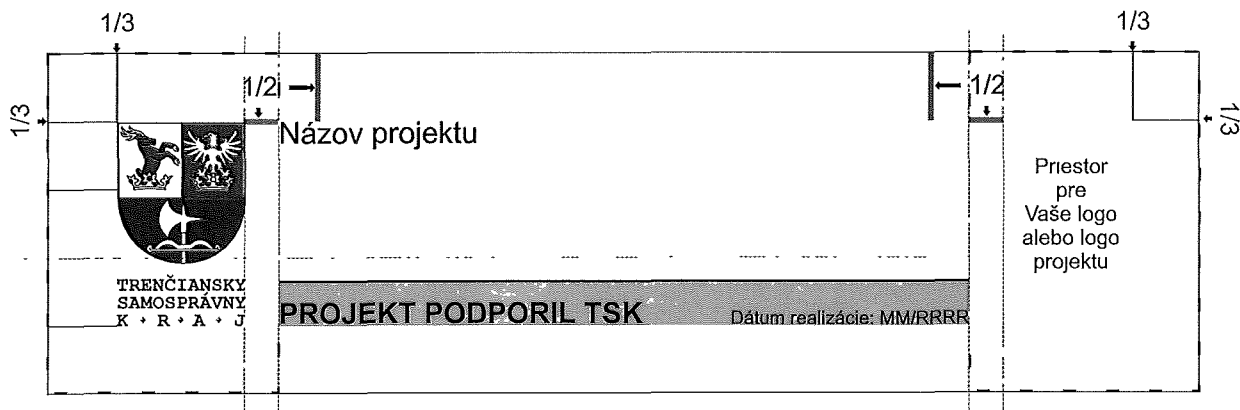 1/3
1/3
1/2
1/2
1/3
1/3
Názov projektu
Priestor
pre
Vaše logo
alebo logo
projektu
TRENČIANSKY
SAMOSPRÁVNY
K + R + A + J
PROJEKT PODPORIL TSK
Dátum realizácie: MM/RRRR